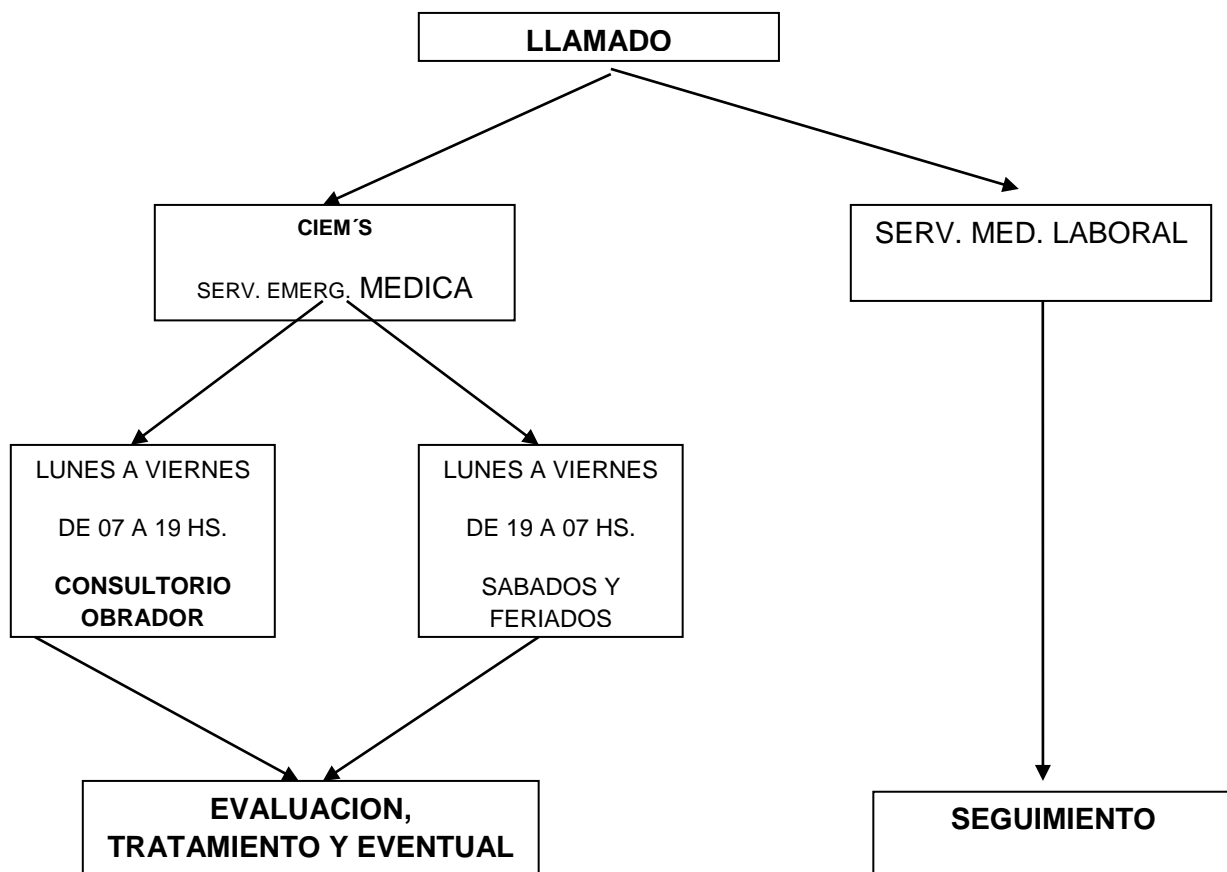 LLAMADO
CIEM´S
SERV. EMERG. MEDICA
SERV. MED. LABORAL
LUNES A VIERNES
DE 07 A 19 HS.
CONSULTORIO
OBRADOR
LUNES A VIERNES
DE 19 A 07 HS.
SABADOS Y
FERIADOS
EVALUACION,
TRATAMIENTO Y EVENTUAL
SEGUIMIENTO